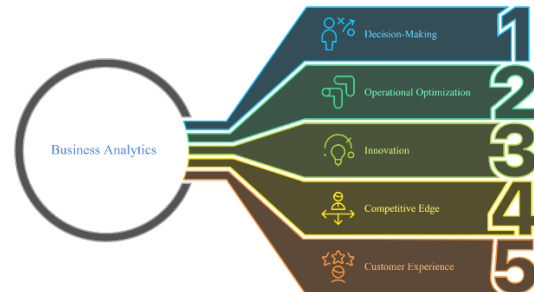 Business Analytics
Decision-Making 1
Operational Optimization 2
Innovation 3
Competitive Edge 4
Customer Experience 5